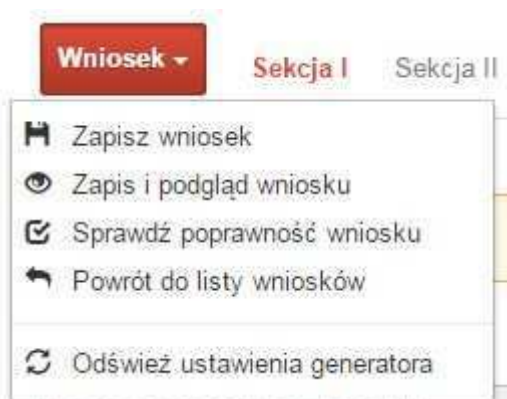 Wniosek
Sekcja I
Sekcja II
Zapisz wniosek
Zapis i podgląd wniosku
Sprawdź poprawność wniosku
Powrót do listy wniosków
Odśwież ustawienia generatora